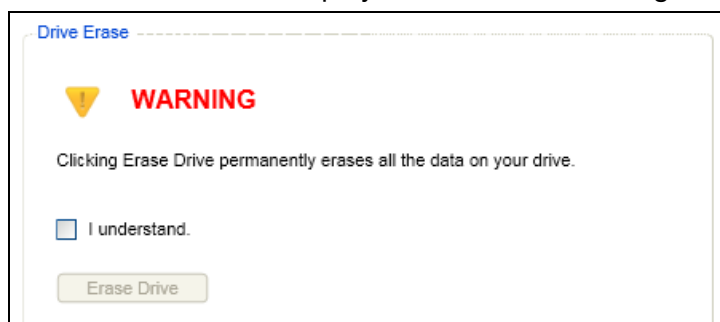 Drive Erase
WARNING
Clicking Erase Drive permanently erases all the data on your drive.
I understand.
Erase Drive